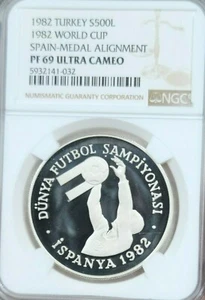 1982 TURKEY S500L
1982 WORLD CUP
SPAIN-MEDAL ALIGNMENT
PF 69 ULTRA CAMEO
5932141-032
NUMISMATIC GUARANTY CORPORATION
NGC
DÜNYA FUTBOL ŞAMPİYONASI
İSPANYA 1982